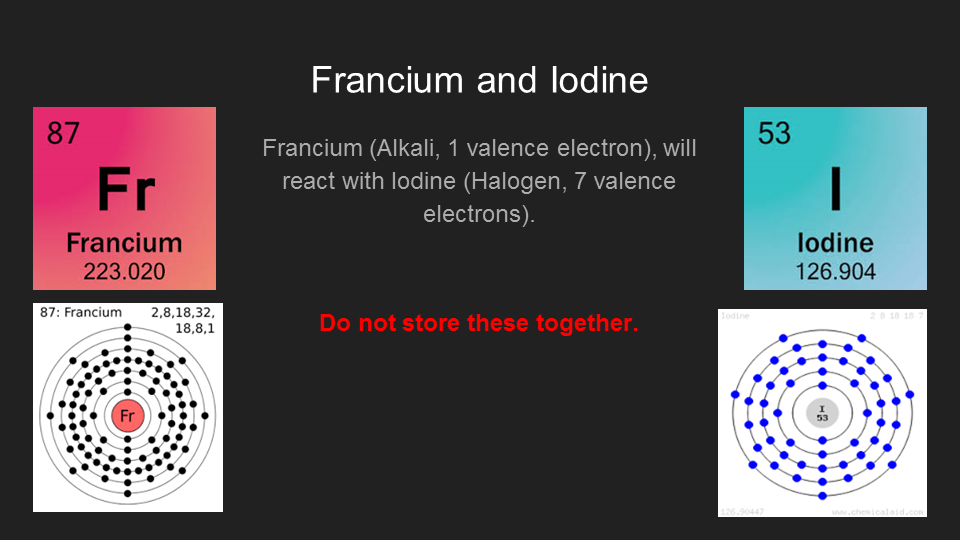 Francium and Iodine
87
Fr
Francium
223.020
Francium (Alkali, 1 valence electron), will
react with Iodine (Halogen, 7 valence
electrons).
Do not store these together.
53
I
Iodine
126.904
87: Francium
2,8,18,32,
18,8,1
Fr
Iodine
2 8 18 18 7
I
53
126.90447
www.chemicalaid.com